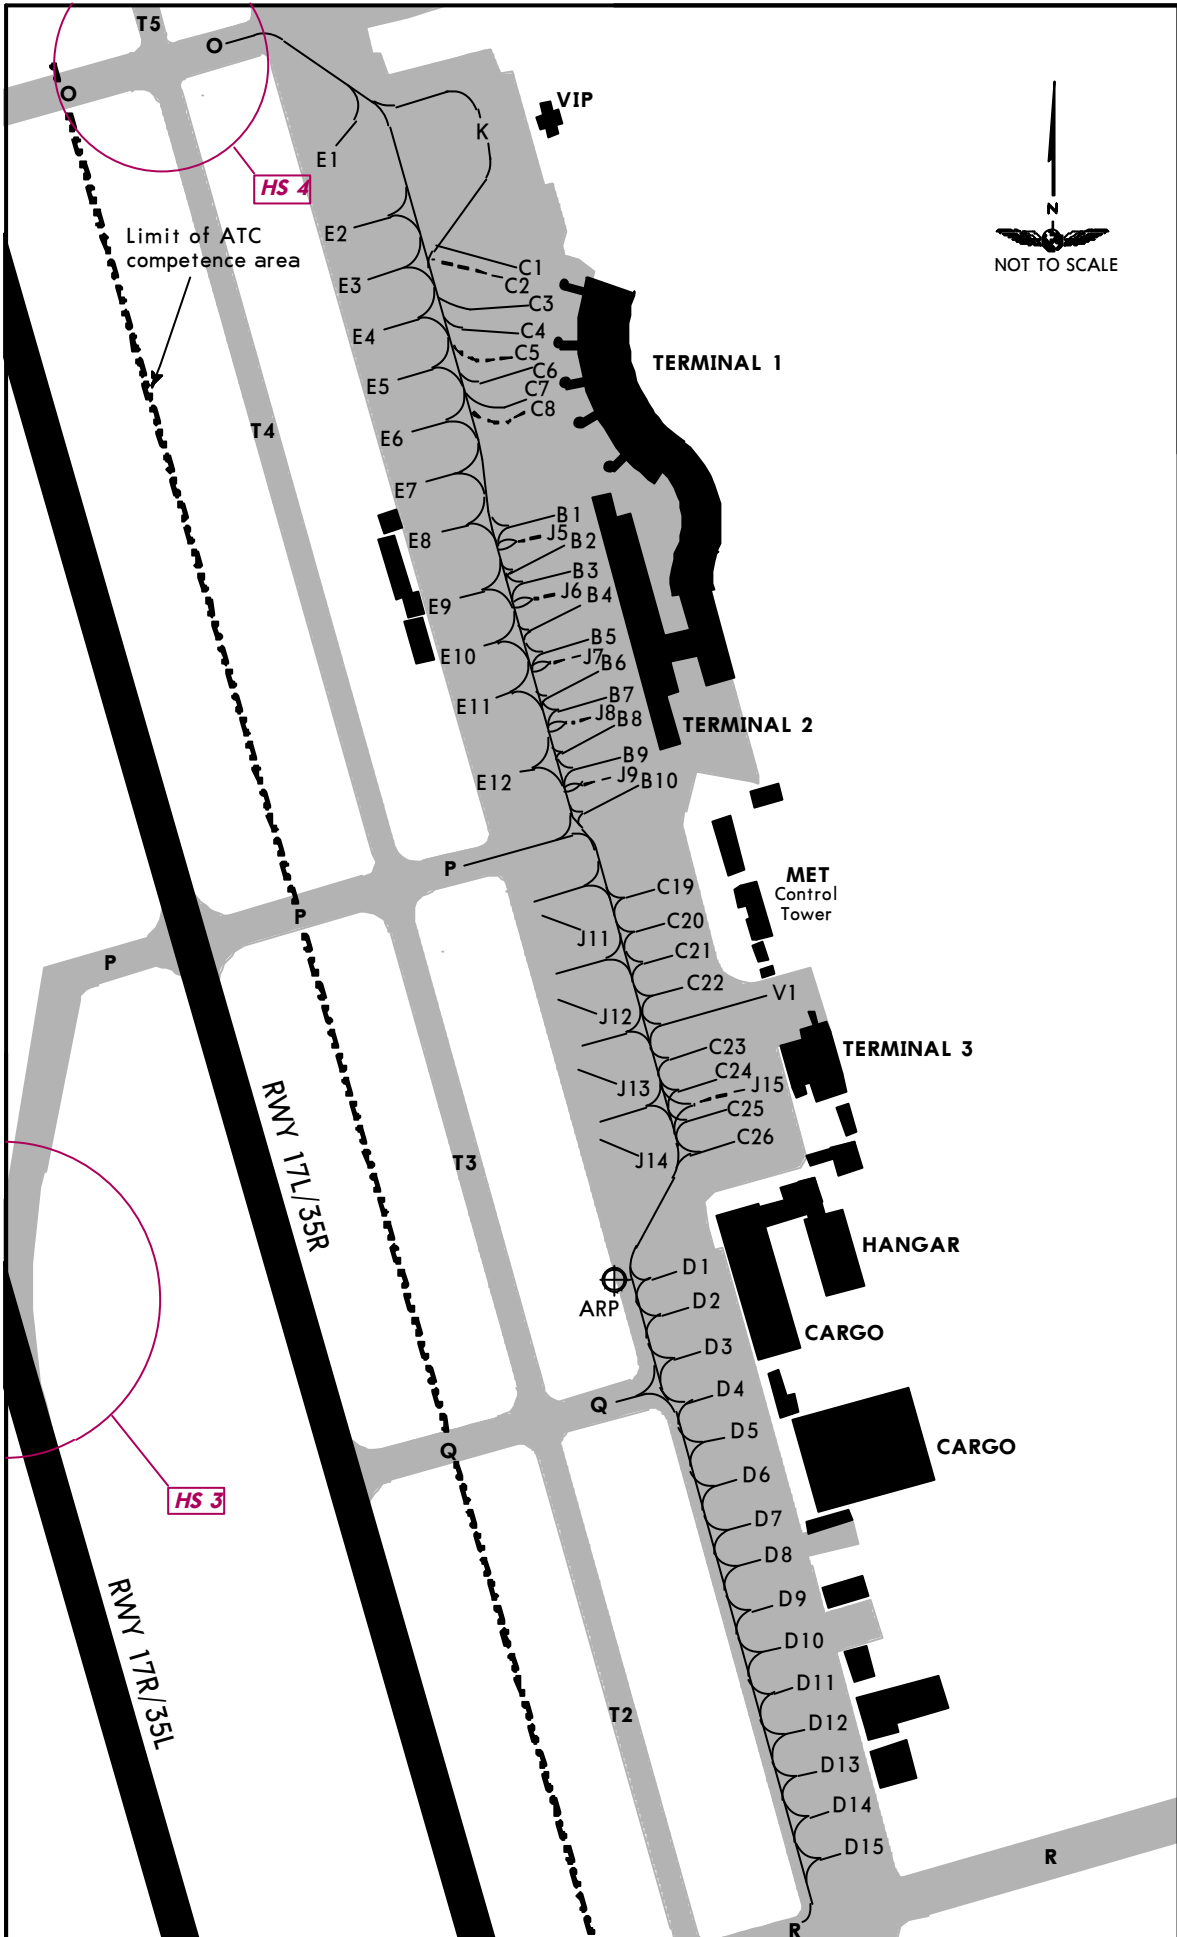 T5
O
O
VIP
K
E1
HS 4
N
NOT TO SCALE
Limit of ATC
competence area
E2
C1
C2
E3
C3
E4
C4
C5
TERMINAL 1
C6
E5
C7
C8
T4
E6
E7
B1
J5
B2
E8
B3
J6
B4
E9
B5
J7
B6
E10
B7
E11
J8
B8
TERMINAL 2
B9
J9
B10
E12
P
MET
Control
Tower
C19
P
C20
J11
C21
P
C22
V1
J12
C23
TERMINAL 3
C24
J15
J13
C25
C26
RWY 17L/35R
T3
J14
HANGAR
D1
ARP
D2
CARGO
D3
D4
Q
D5
CARGO
Q
D6
HS 3
D7
D8
D9
RWY 17R/35L
D10
D11
T2
D12
D13
D14
D15
R
R